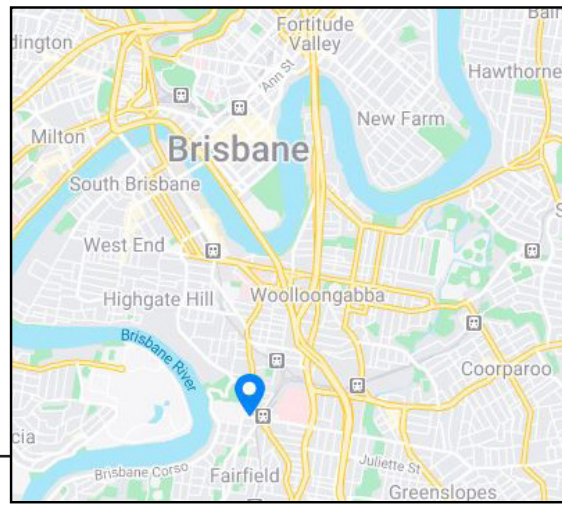 Fortitude
Valley
Bal
dington
Ann St
Hawthorne
New Farm
Milton
Brisbane
South Brisbane
West End
Highgate Hill
Woolloongabba
Brisbane River
Coorparoo
cia
Brisbane Corso
Fairfield
Juliette St
Greenslopes